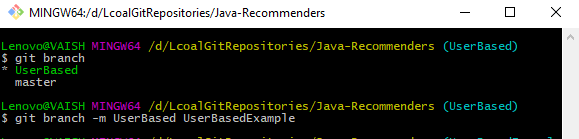 MINGW64:/d/LcoalGitRepositories/Java-Recommenders
Lenovo@VAISH MINGW64 /d/LcoalGitRepositories/Java-Recommenders (UserBased)
$ git branch
* UserBased
  master
Lenovo@VAISH MINGW64 /d/LcoalGitRepositories/Java-Recommenders (UserBased)
$ git branch -m UserBased UserBasedExample